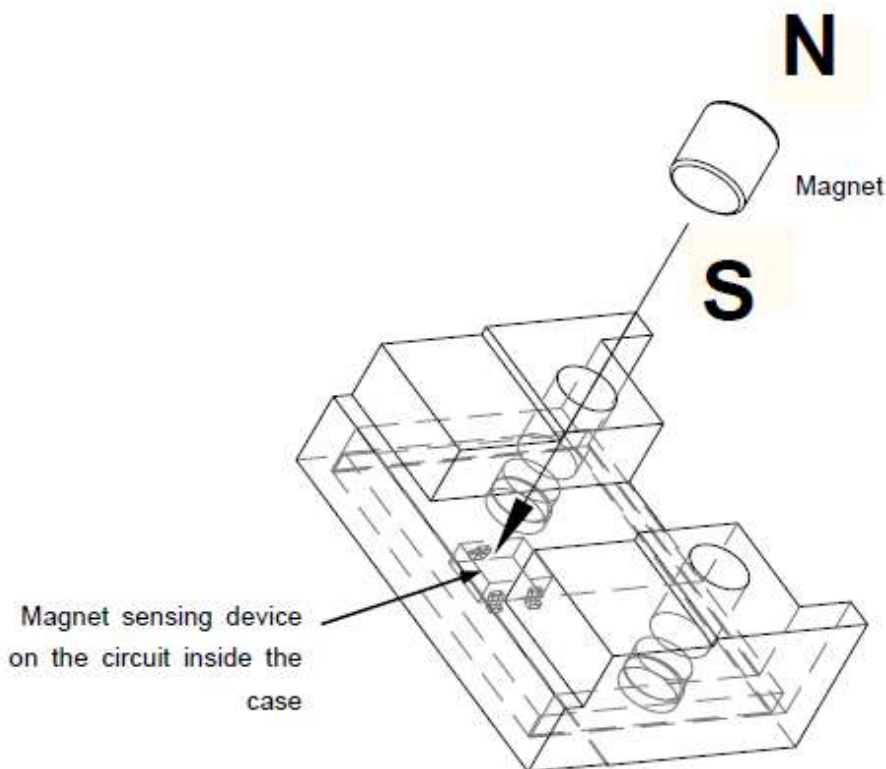 N
Magnet
S
Magnet sensing device
on the circuit inside the
case